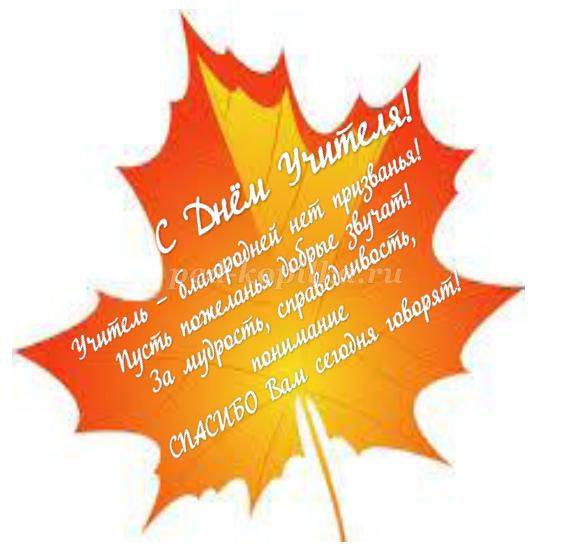 С Днём Учителя!
Учитель – благородней нет призванья!
Пусть пожеланья добрые звучат!
За мудрость, справедливость,
понимание
СПАСИБО Вам сегодня говорят!